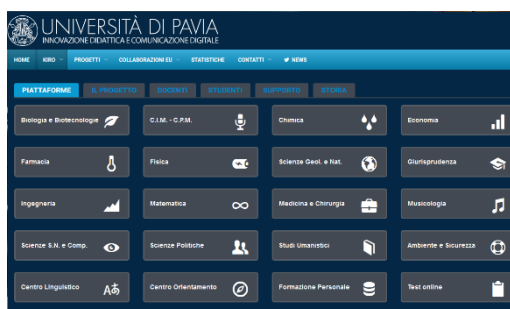 UNIVERSITÀ DI PAVIA
INNOVAZIONE DIDATTICA E COMUNICAZIONE DIGITALE
HOME KIRO PROGETTI COLLABORAZIONI EU STATISTICHE CONTATTI NEWS
PIATTAFORME IL PROGETTO DOCENTI STUDENTI SUPPORTO STORIA
Biologia e Biotecnologie C.I.M. - C.P.M. Chimica Economia
Farmacia Fisica Scienze Geol. e Nat. Giurisprudenza
Ingegneria Matematica Medicina e Chirurgia Musicologia
Scienze S.N. e Comp. Scienze Politiche Studi Umanistici Ambiente e Sicurezza
Centro Linguistico Centro Orientamento Formazione Personale Test online